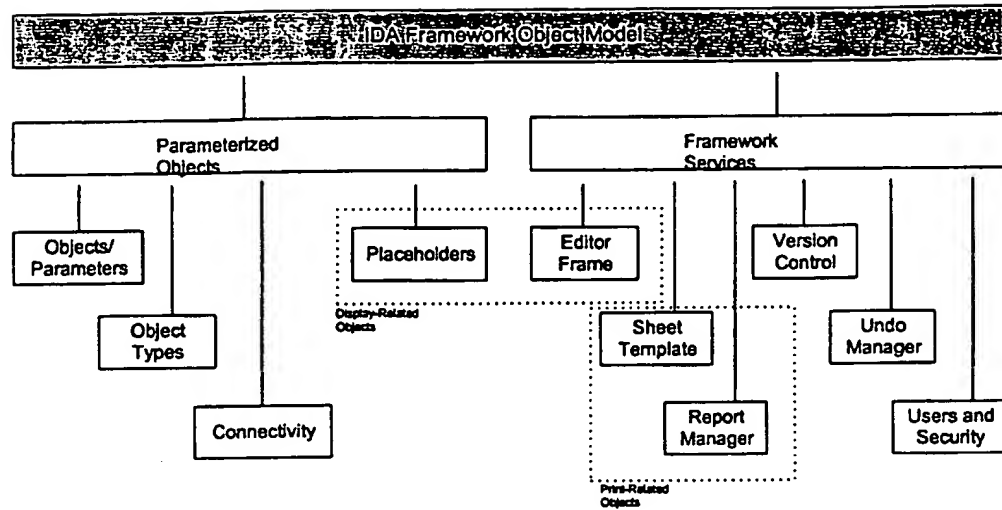 IDA Framework Object Model
Parameterized
Objects
Framework
Services
Objects/
Parameters
Placeholders
Editor
Frame
Version
Control
Display-Related
Objects
Object
Types
Sheet
Template
Undo
Manager
Connectivity
Report
Manager
Users and
Security
Print-Related
Objects